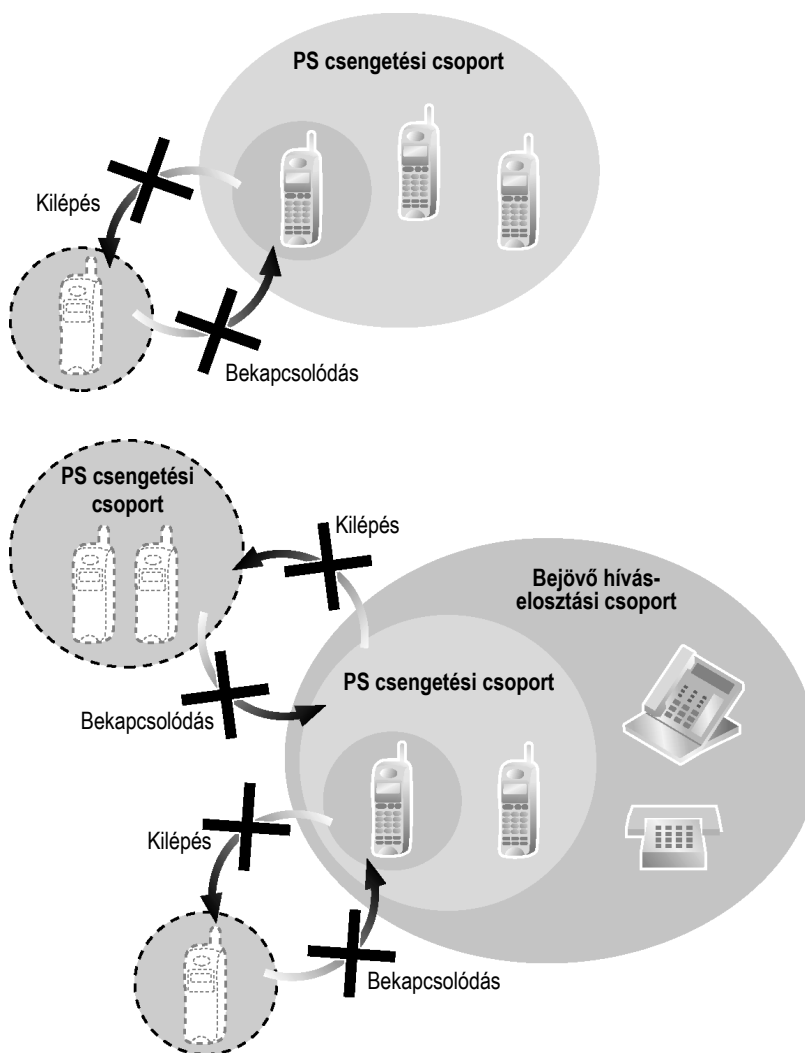 PS csengetési csoport
Kilépés
Bekapcsolódás
PS csengetési
csoport
Kilépés
Bejövő hívás-
elosztási csoport
PS csengetési csoport
Bekapcsolódás
Kilépés
Bekapcsolódás